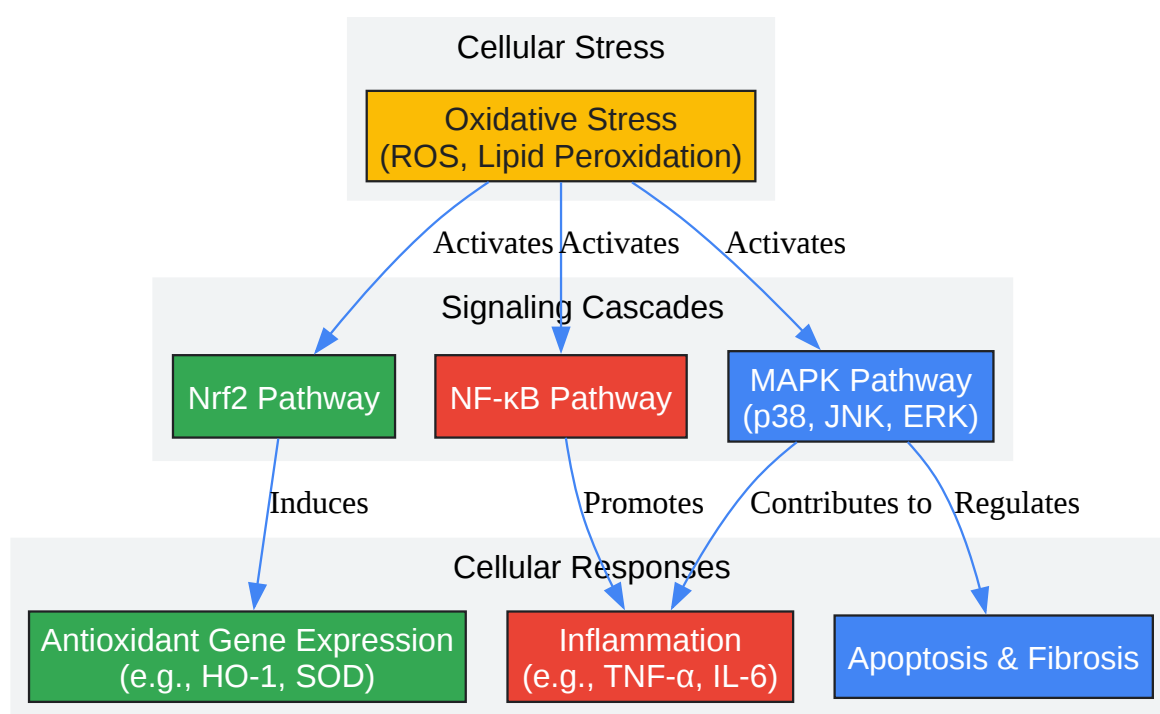 Cellular Stress
Oxidative Stress
(ROS, Lipid Peroxidation)
Activates Activates Activates
Signaling Cascades
Nrf2 Pathway
NF-κB Pathway
MAPK Pathway
(p38, JNK, ERK)
Induces Promotes Contributes to Regulates
Cellular Responses
Antioxidant Gene Expression
(e.g., HO-1, SOD)
Inflammation
(e.g., TNF-α, IL-6)
Apoptosis & Fibrosis